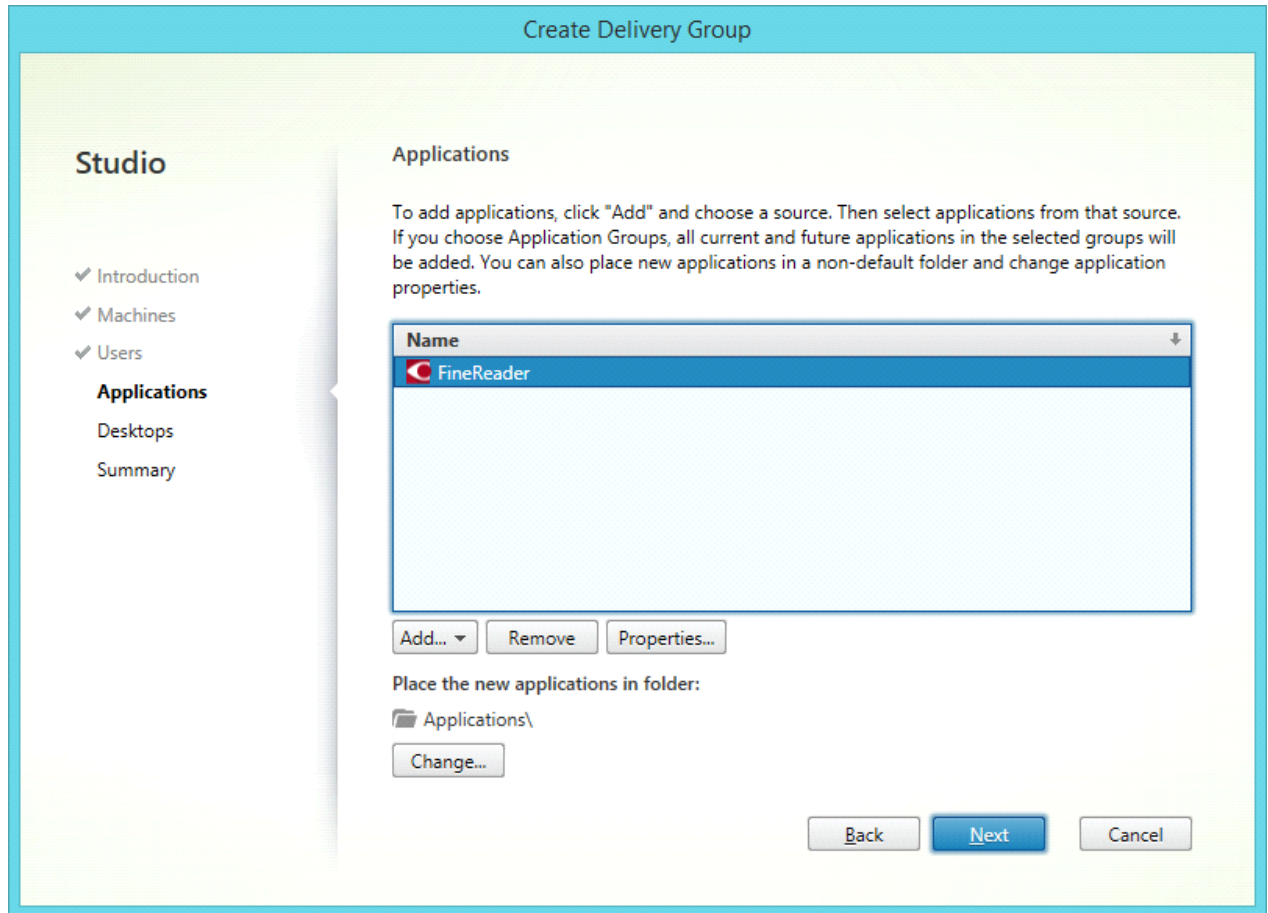 Create Delivery Group
Studio
Introduction
Machines
Users
Applications
Desktops
Summary
Applications
To add applications, click "Add" and choose a source. Then select applications from that source.
If you choose Application Groups, all current and future applications in the selected groups will
be added. You can also place new applications in a non-default folder and change application
properties.
Name
FineReader
Add... Remove Properties...
Place the new applications in folder:
Applications\
Change...
Back Next Cancel